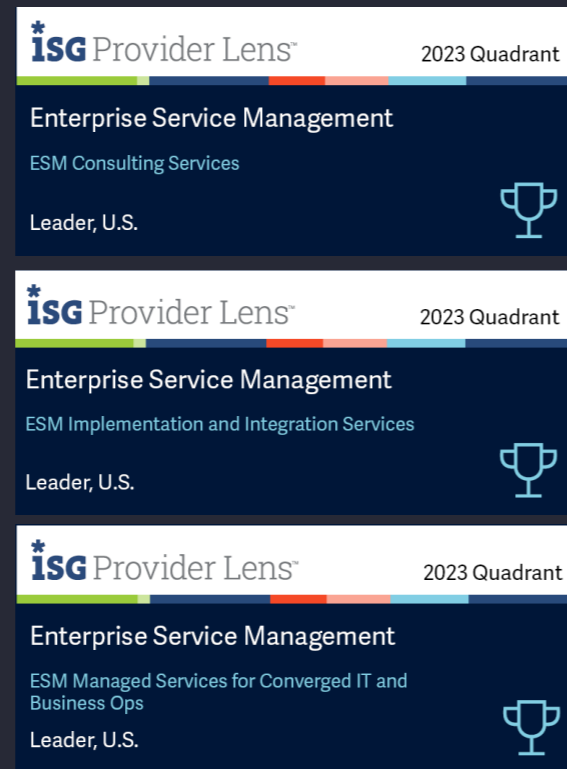 *ISG Provider Lens™
2023 Quadrant
Enterprise Service Management
ESM Consulting Services
Leader, U.S.
*ISG Provider Lens™
2023 Quadrant
Enterprise Service Management
ESM Implementation and Integration Services
Leader, U.S.
*ISG Provider Lens™
2023 Quadrant
Enterprise Service Management
ESM Managed Services for Converged IT and
Business Ops
Leader, U.S.